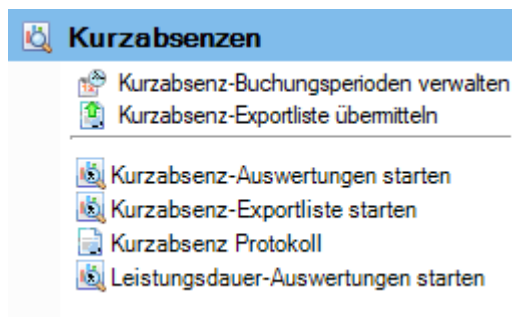 Kurzabsenzen
Kurzabsenz-Buchungsperioden verwalten
Kurzabsenz-Exportliste übermitteln
Kurzabsenz-Auswertungen starten
Kurzabsenz-Exportliste starten
Kurzabsenz Protokoll
Leistungsdauer-Auswertungen starten